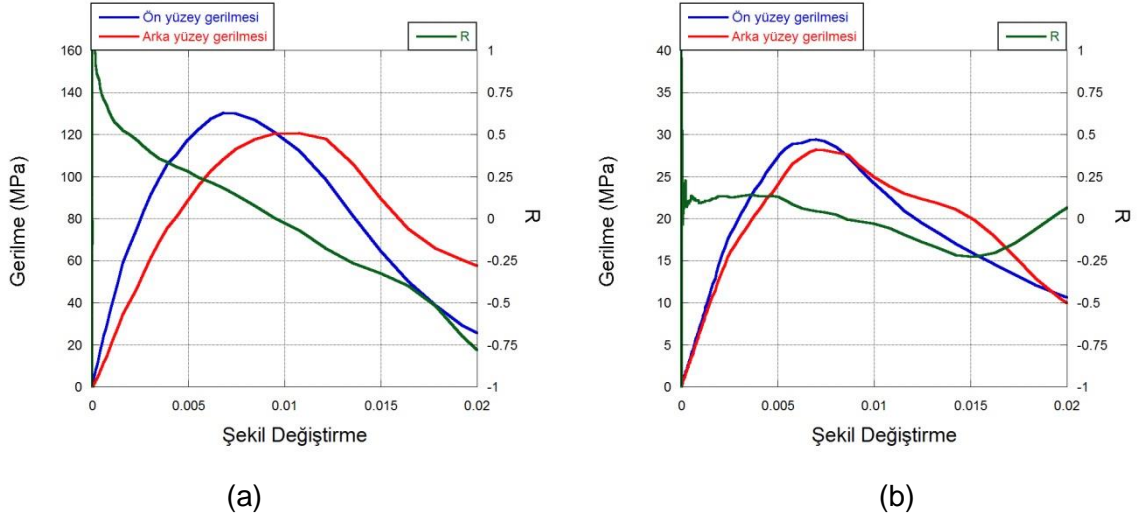 Ön yüzey gerilmesi
Arka yüzey gerilmesi
R
160
140
120
100
80
60
40
20
0
Gerilme (MPa)
1
0.75
0.5
0.25
0
-0.25
-0.5
-0.75
-1
R
0 0.005 0.01 0.015 0.02
Şekil Değiştirme
(a)
Ön yüzey gerilmesi
Arka yüzey gerilmesi
R
40
35
30
25
20
15
10
5
0
Gerilme (MPa)
1
0.75
0.5
0.25
0
-0.25
-0.5
-0.75
-1
R
0 0.005 0.01 0.015 0.02
Şekil Değiştirme
(b)